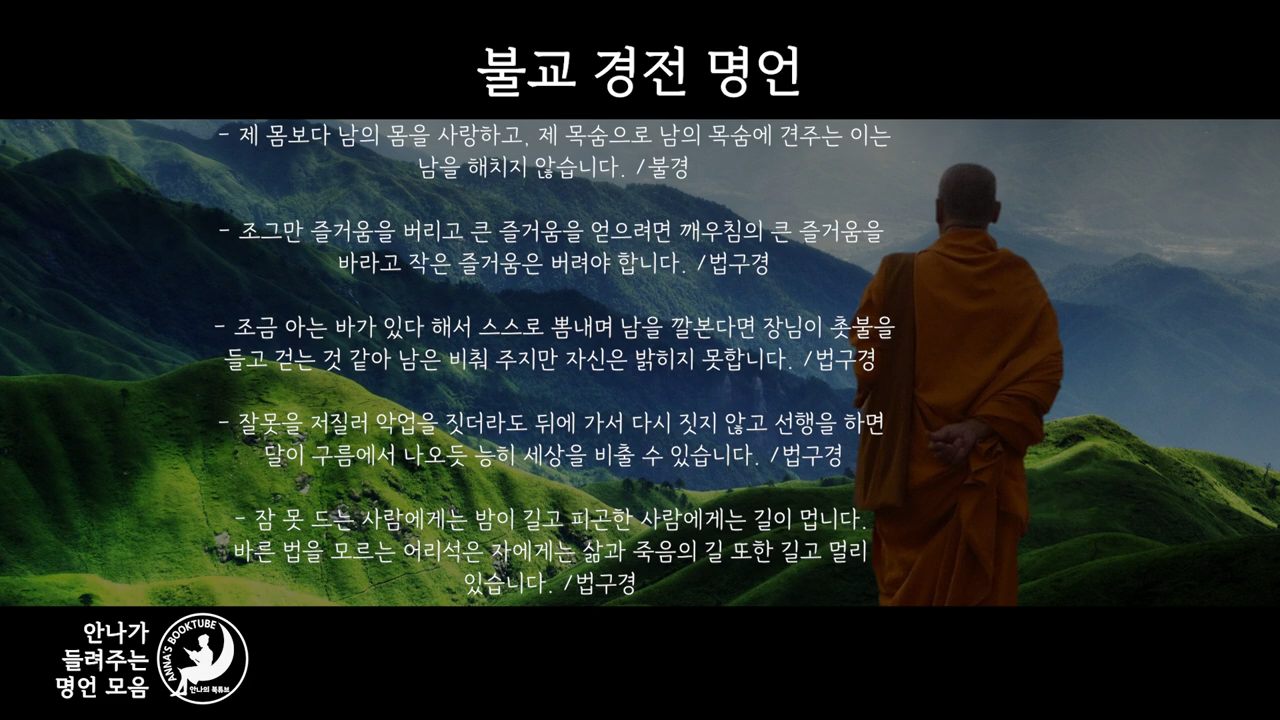 불교 경전 명언
- 제 몸보다 남의 몸을 사랑하고, 제 목숨으로 남의 목숨에 견주는 이는
남을 해치지 않습니다. /불경
- 조그만 즐거움을 버리고 큰 즐거움을 얻으려면 깨우침의 큰 즐거움을
바라고 작은 즐거움은 버려야 합니다. /법구경
- 조금 아는 바가 있다 해서 스스로 뽐내며 남을 깔본다면 장님이 촛불을
들고 걷는 것 같아 남은 비춰 주지만 자신은 밝히지 못합니다. /법구경
- 잘못을 저질러 악업을 짓더라도 뒤에 가서 다시 짓지 않고 선행을 하면
달이 구름에서 나오듯 능히 세상을 비출 수 있습니다. /법구경
- 잠 못 드는 사람에게는 밤이 길고 피곤한 사람에게는 길이 멉니다.
바른 법을 모르는 어리석은 자에게는 삶과 죽음의 길 또한 길고 멀리
있습니다. /법구경
안나가
들려주는
명언 모음
ANNA'S BOOKTUBE
안나의 북튜브